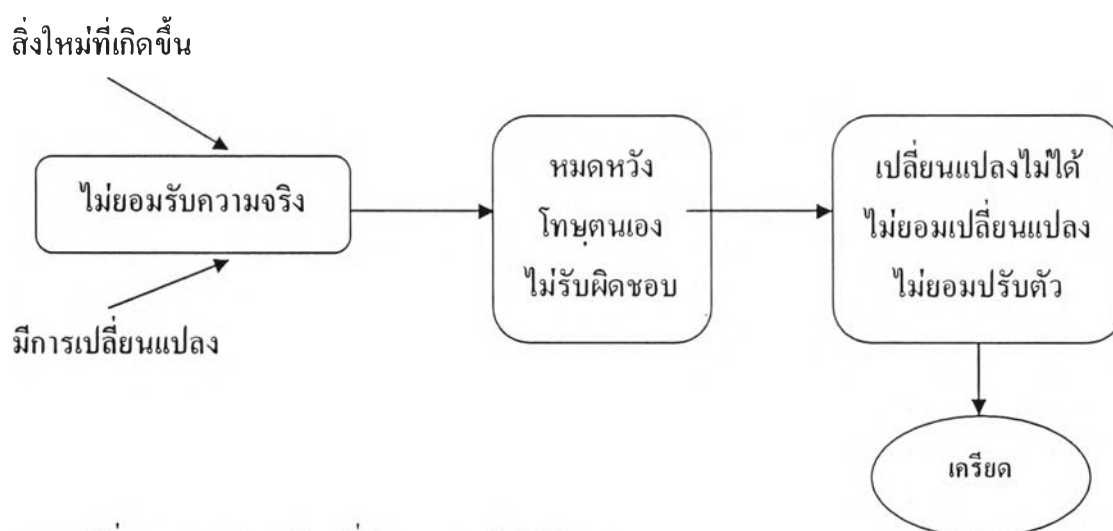 สิ่งใหม่ที่เกิดขึ้น
ไม่ยอมรับความจริง
มีการเปลี่ยนแปลง
หมดหวัง
โทษตนเอง
ไม่รับผิดชอบ
เปลี่ยนแปลงไม่ได้
ไม่ยอมเปลี่ยนแปลง
ไม่ยอมปรับตัว
เครียด